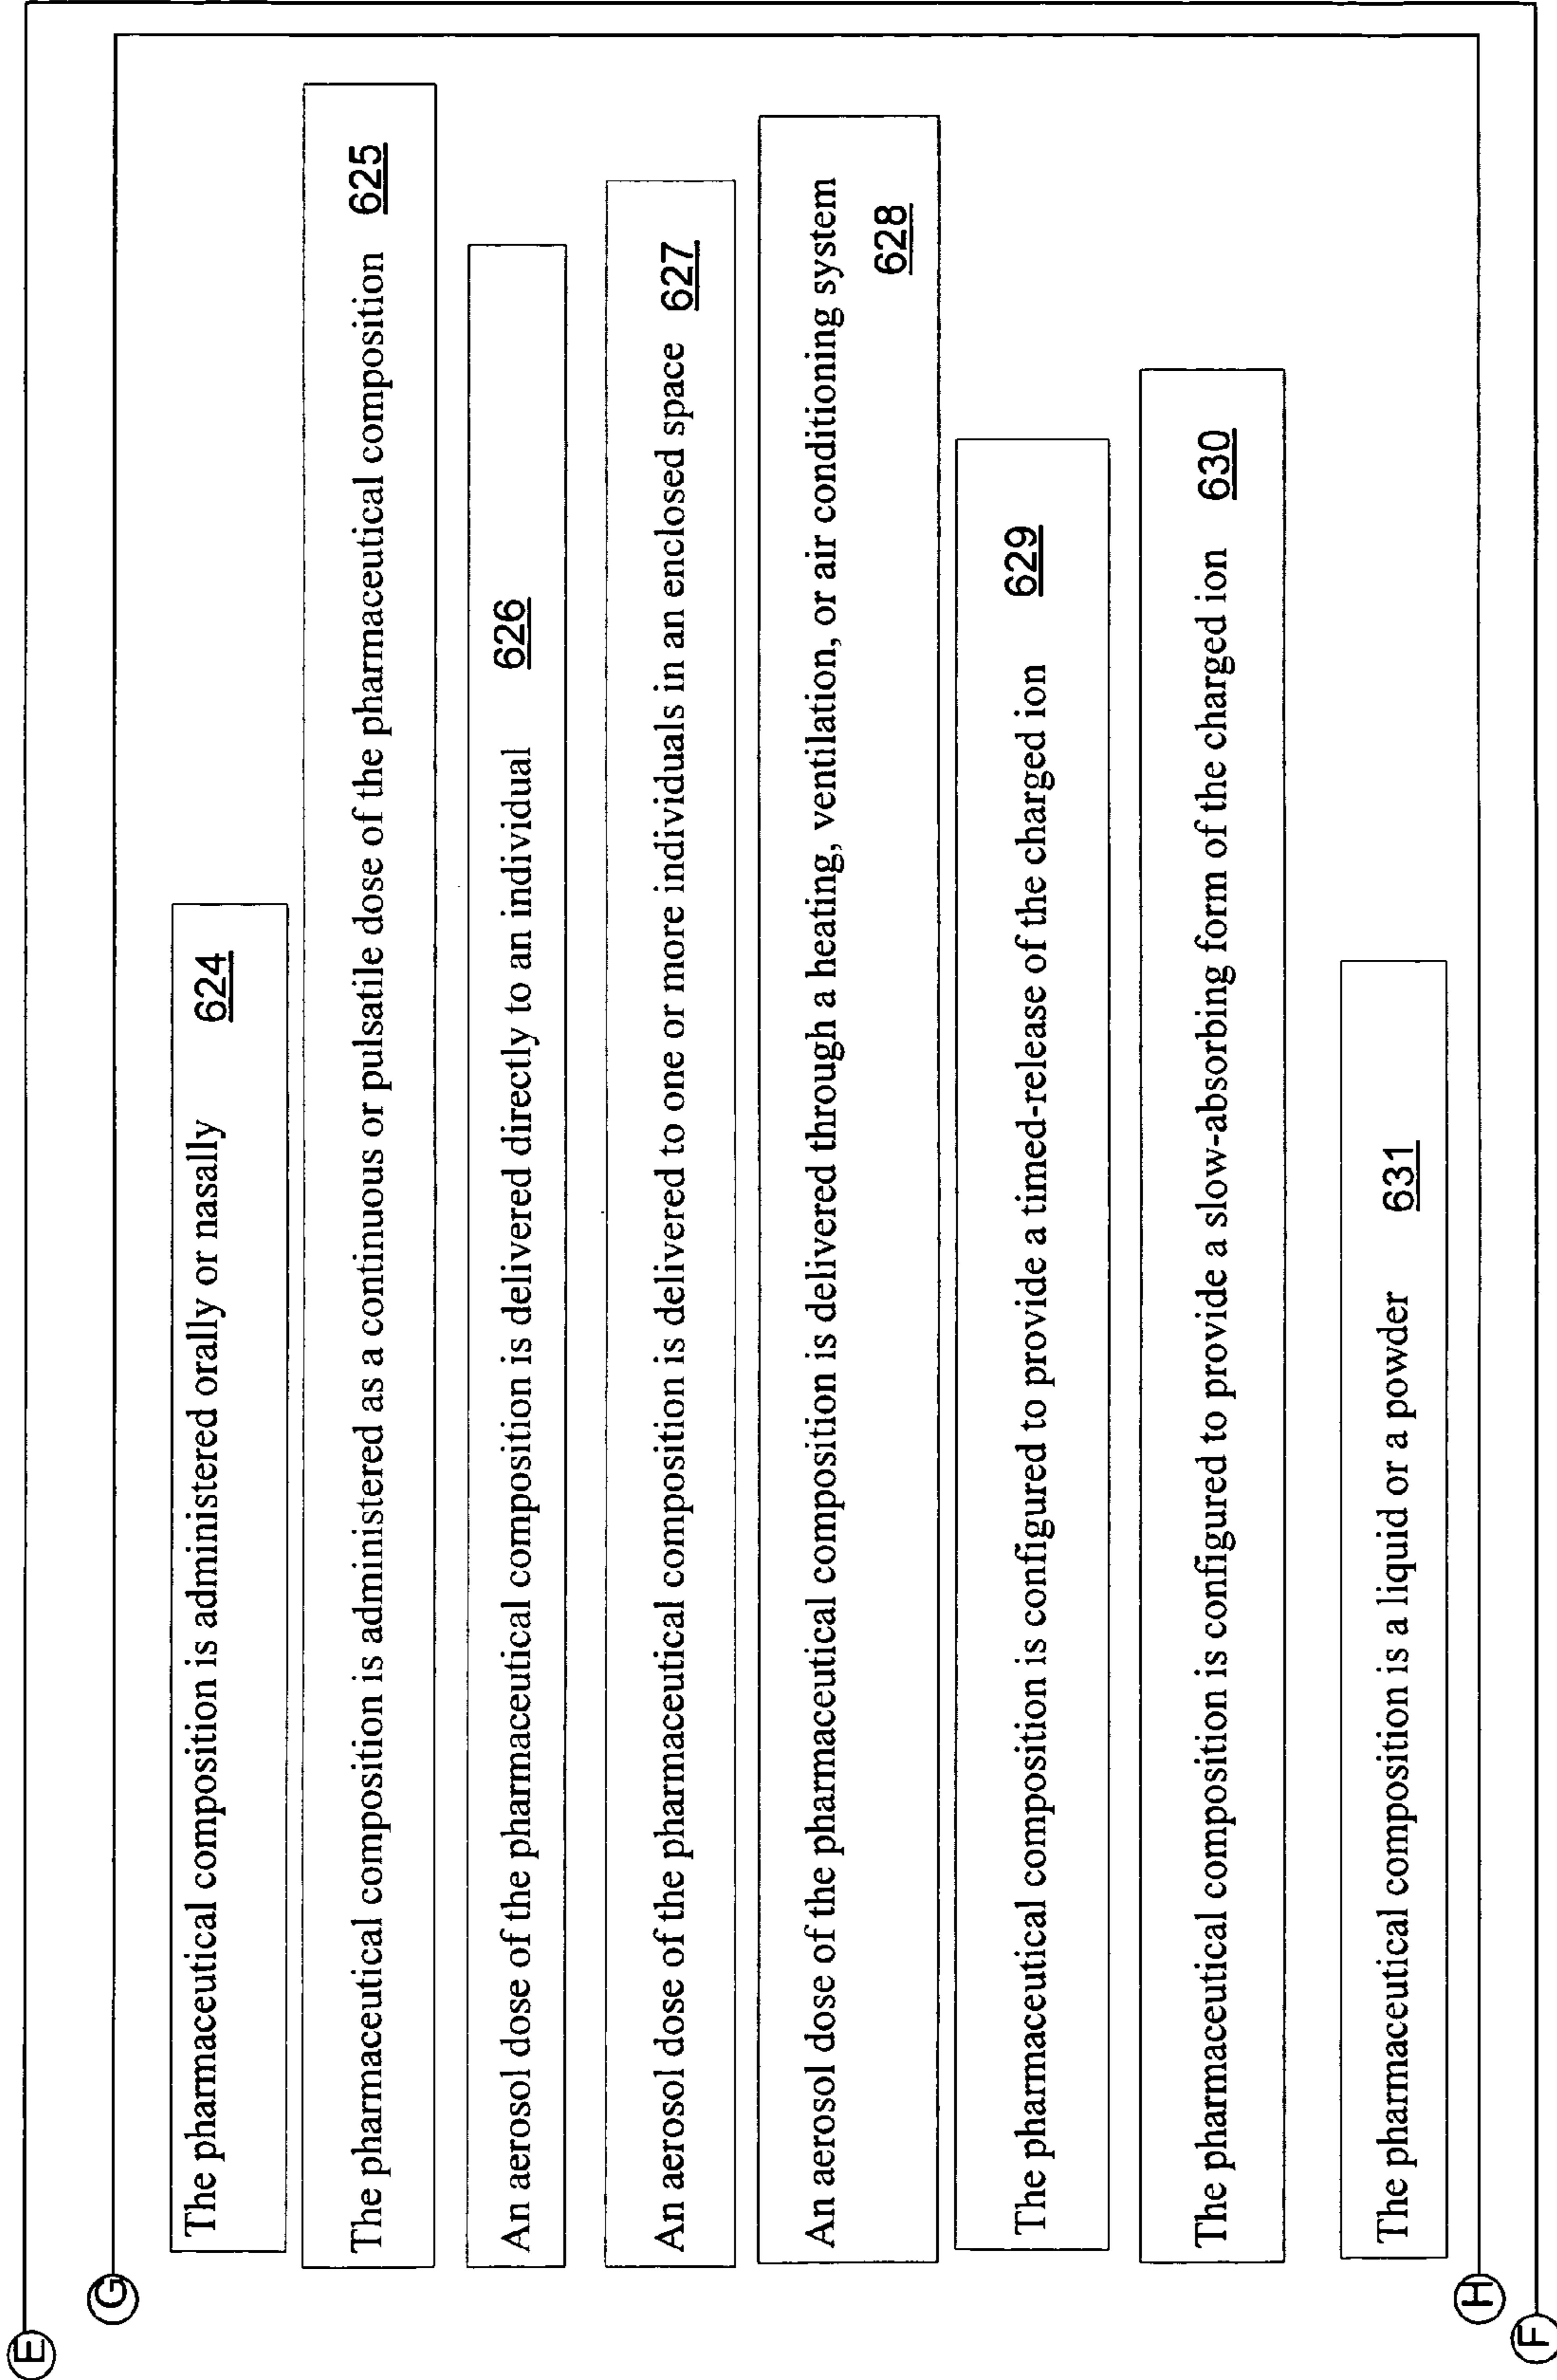 E
G
The pharmaceutical composition is administered orally or nasally 624
The pharmaceutical composition is administered as a continuous or pulsatile dose of the pharmaceutical composition 625
An aerosol dose of the pharmaceutical composition is delivered directly to an individual 626
An aerosol dose of the pharmaceutical composition is delivered to one or more individuals in an enclosed space 627
An aerosol dose of the pharmaceutical composition is delivered through a heating, ventilation, or air conditioning system
628
The pharmaceutical composition is configured to provide a timed-release of the charged ion 629
The pharmaceutical composition is configured to provide a slow-absorbing form of the charged ion 630
The pharmaceutical composition is a liquid or a powder 631
H
F